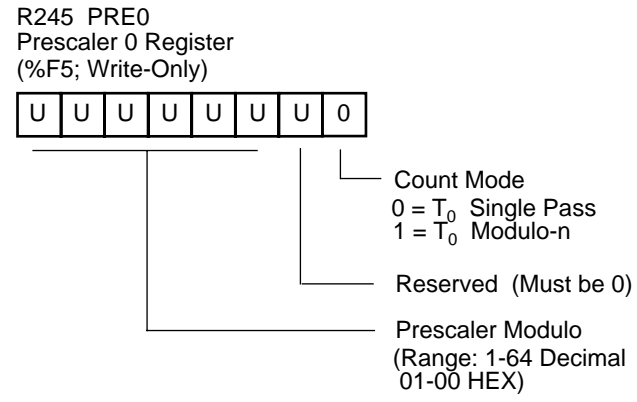 R245 PRE0
Prescaler 0 Register
(%F5; Write-Only)
U U U U U U U 0
Count Mode
0 = T0 Single Pass
1 = T0 Modulo-n
Reserved (Must be 0)
Prescaler Modulo
(Range: 1-64 Decimal
01-00 HEX)